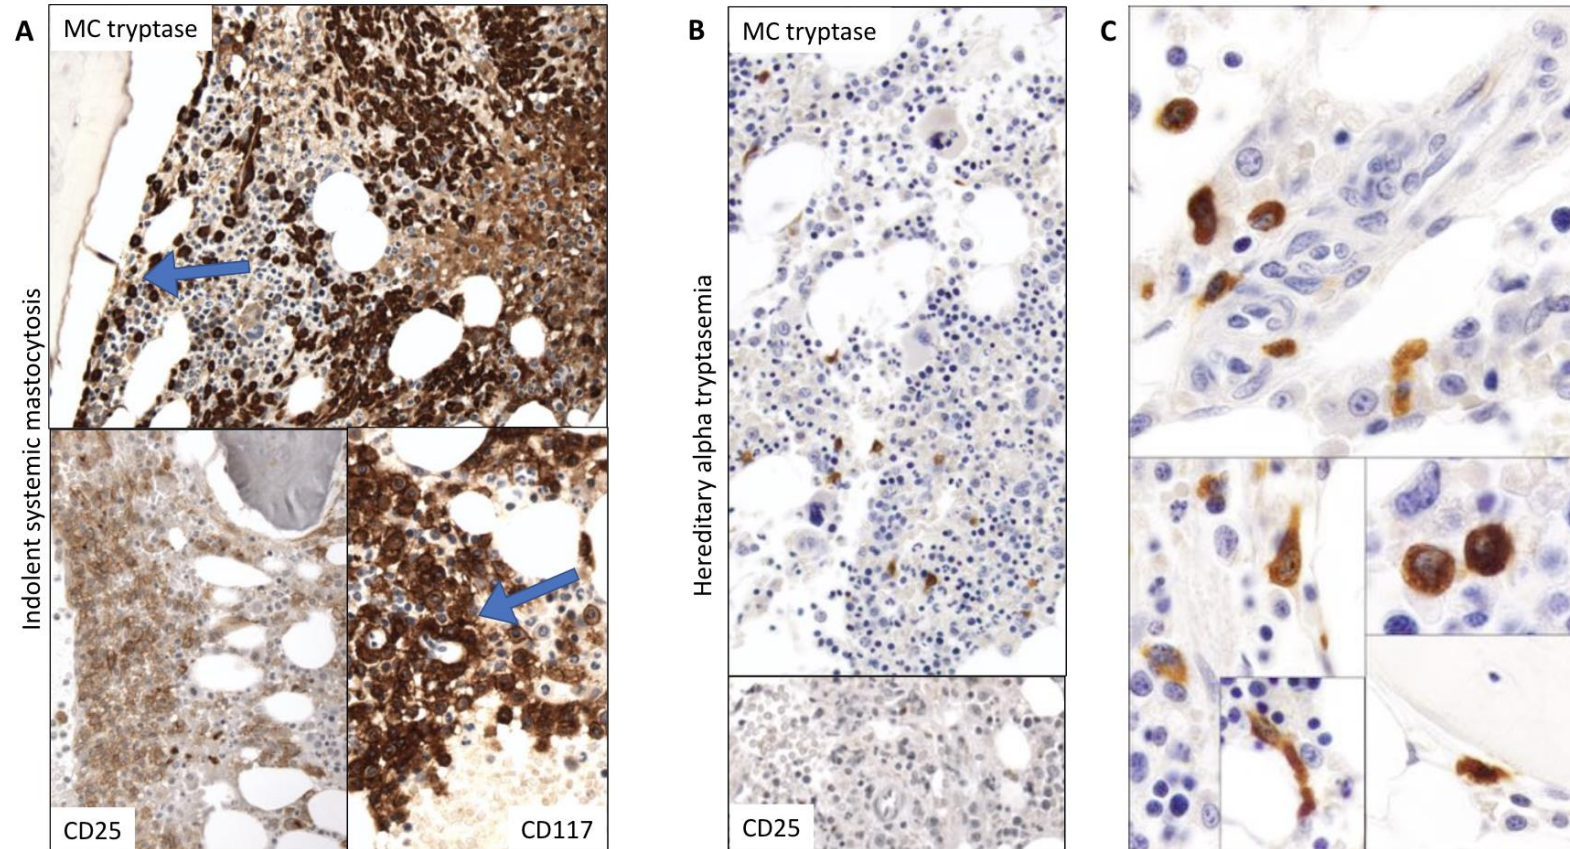 A
MC tryptase
Indolent systemic mastocytosis
CD25
CD117
B
MC tryptase
Hereditary alpha tryptasemia
CD25
C